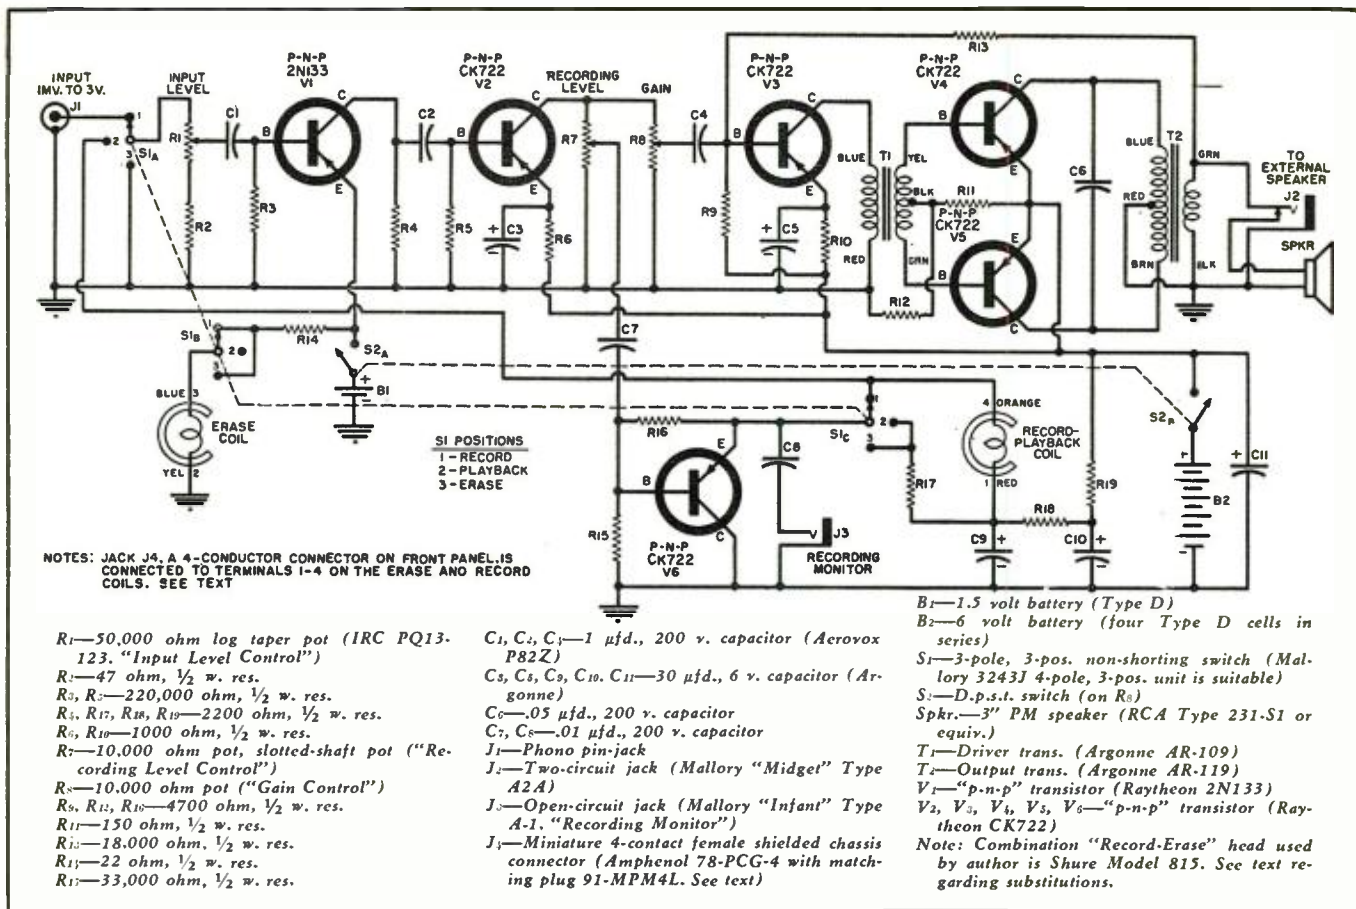 INPUT
1MV. TO 3V.
J1
INPUT
LEVEL
P-N-P
2N133
V1
P-N-P
CK722
V2
RECORDING
LEVEL
GAIN
P-N-P
CK722
V3
P-N-P
CK722
V4
R13
1
2
3
S1A
R1
C1
B
C
E
C2
B
C
E
R7
R8
C4
B
C
E
BLUE
T1
YEL
BLK
R11
P-N-P
CK722
V5
B
C
E
B
E
C
C6
BLUE
T2
RED
GRN
BRN
BLK
TO
EXTERNAL
SPEAKER
J2
SPKR
R2
R3
R4
R5
+
C3
R6
R9
+
C5
R10
RED
GRN
R12
S1B
1
2
3
R14
S2A
+
B1
C7
BLUE 3
ERASE
COIL
YEL 2
S1 POSITIONS
1-RECORD
2-PLAYBACK
3-ERASE
R16
S1C
1
2
3
4 ORANGE
RECORD-
PLAYBACK
COIL
1 RED
S2B
+
B2
+ C11
B
E
C
P-N-P
CK722
V6
R15
C8
J3
RECORDING
MONITOR
R17
R18
R19
C9 +
C10 +
NOTES: JACK J4, A 4-CONDUCTOR CONNECTOR ON FRONT PANEL, IS
CONNECTED TO TERMINALS 1-4 ON THE ERASE AND RECORD
COILS. SEE TEXT
R1—50,000 ohm log taper pot (IRC PQ13-
123. "Input Level Control")
R2—47 ohm, ½ w. res.
R3, R5—220,000 ohm, ½ w. res.
R4, R17, R18, R19—2200 ohm, ½ w. res.
R6, R10—1000 ohm, ½ w. res.
R7—10,000 ohm pot, slotted-shaft pot ("Re-
cording Level Control")
R8—10,000 ohm pot ("Gain Control")
R9, R12, R16—4700 ohm, ½ w. res.
R11—150 ohm, ½ w. res.
R13—18,000 ohm, ½ w. res.
R14—22 ohm, ½ w. res.
R15—33,000 ohm, ½ w. res.
C1, C2, C4—1 µfd., 200 v. capacitor (Aerovox
P82Z)
C3, C5, C9, C10, C11—30 µfd., 6 v. capacitor (Ar-
gonne)
C6—.05 µfd., 200 v. capacitor
C7, C8—.01 µfd., 200 v. capacitor
J1—Phono pin-jack
J2—Two-circuit jack (Mallory "Midget" Type
A2A)
J3—Open-circuit jack (Mallory "Infant" Type
A-1, "Recording Monitor")
J4—Miniature 4-contact female shielded chassis
connector (Amphenol 78-PCG-4 with match-
ing plug 91-MPM4L. See text)
B1—1.5 volt battery (Type D)
B2—6 volt battery (four Type D cells in
series)
S1—3-pole, 3-pos. non-shorting switch (Mal-
lory 3243J 4-pole, 3-pos. unit is suitable)
S2—D.p.s.t. switch (on R8)
Spkr.—3" PM speaker (RCA Type 231-S1 or
equiv.)
T1—Driver trans. (Argonne AR-109)
T2—Output trans. (Argonne AR-119)
V1—"p-n-p" transistor (Raytheon 2N133)
V2, V3, V4, V5, V6—"p-n-p" transistor (Ray-
theon CK722)
Note: Combination "Record-Erase" head used
by author is Shure Model 815. See text re-
garding substitutions.